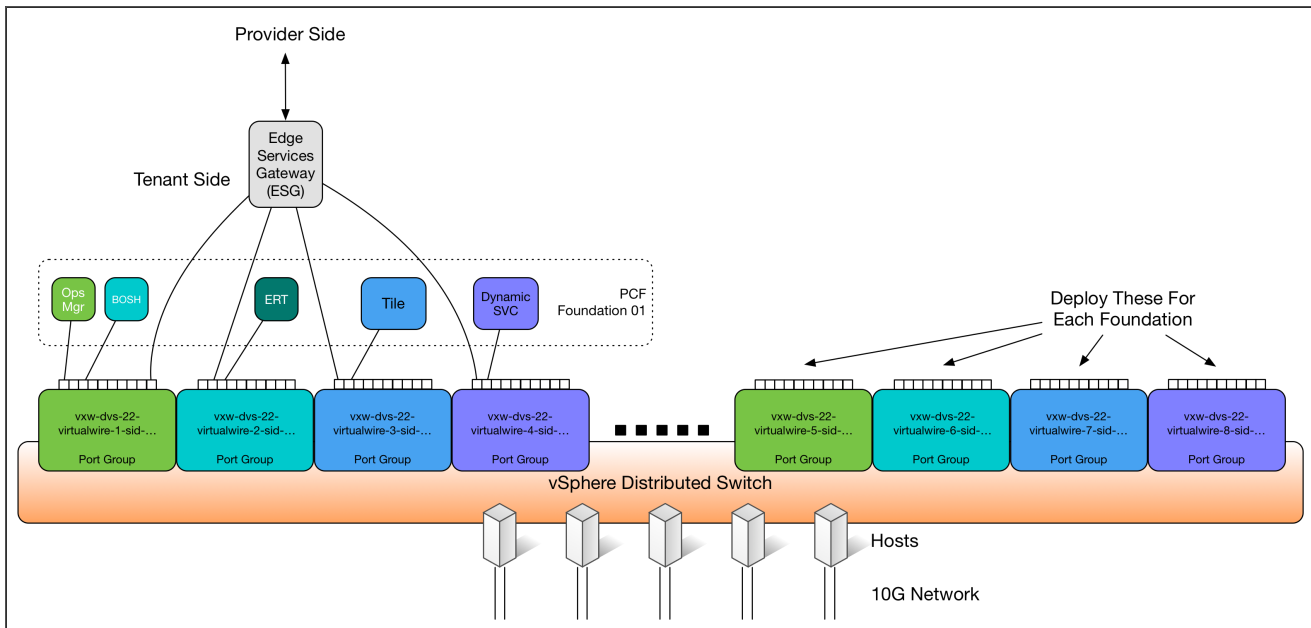 Provider Side
Edge
Services
Gateway
(ESG)
Tenant Side
Ops
Mgr
BOSH
ERT
Tile
Dynamic
SVC
PCF
Foundation 01
Deploy These For
Each Foundation
vxw-dvs-22-
virtualwire-1-sid-...
Port Group
vxw-dvs-22-
virtualwire-2-sid-...
Port Group
vxw-dvs-22-
virtualwire-3-sid-...
Port Group
vxw-dvs-22-
virtualwire-4-sid-...
Port Group
vxw-dvs-22-
virtualwire-5-sid-...
Port Group
vxw-dvs-22-
virtualwire-6-sid-...
Port Group
vxw-dvs-22-
virtualwire-7-sid-...
Port Group
vxw-dvs-22-
virtualwire-8-sid-...
Port Group
vSphere Distributed Switch
Hosts
10G Network